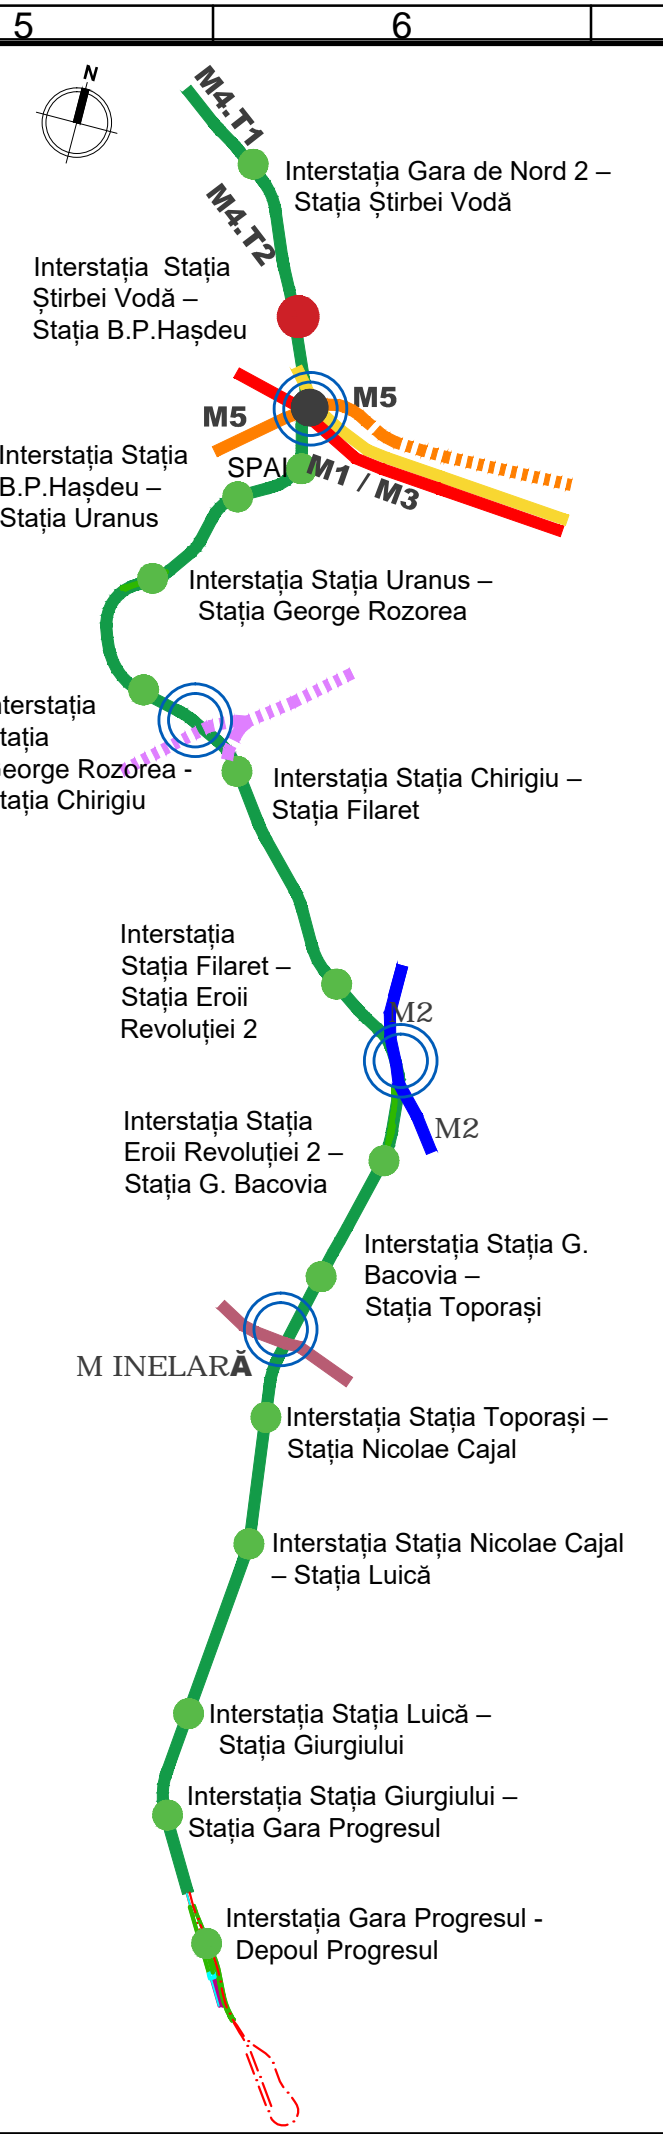 5
6
N
M4.T1
Interstația Gara de Nord 2 –
Stația Știrbei Vodă
M4.T2
Interstația Stația
Știrbei Vodă –
Stația B.P.Hașdeu
M5
M5
Interstația Stația
B.P.Hașdeu –
Stația Uranus
SPAI
M1 / M3
Interstația Stația Uranus –
Stația George Rozorea
nterstația
tația
George Rozorea -
tația Chirigiu
Interstația Stația Chirigiu –
Stația Filaret
Interstația
Stația Filaret –
Stația Eroii
Revoluției 2
M2
M2
Interstația Stația
Eroii Revoluției 2 –
Stația G. Bacovia
Interstația Stația G.
Bacovia –
Stația Toporași
M INELARĂ
Interstația Stația Toporași –
Stația Nicolae Cajal
Interstația Stația Nicolae Cajal
– Stația Luică
Interstația Stația Luică –
Stația Giurgiului
Interstația Stația Giurgiului –
Stația Gara Progresul
Interstația Gara Progresul -
Depoul Progresul